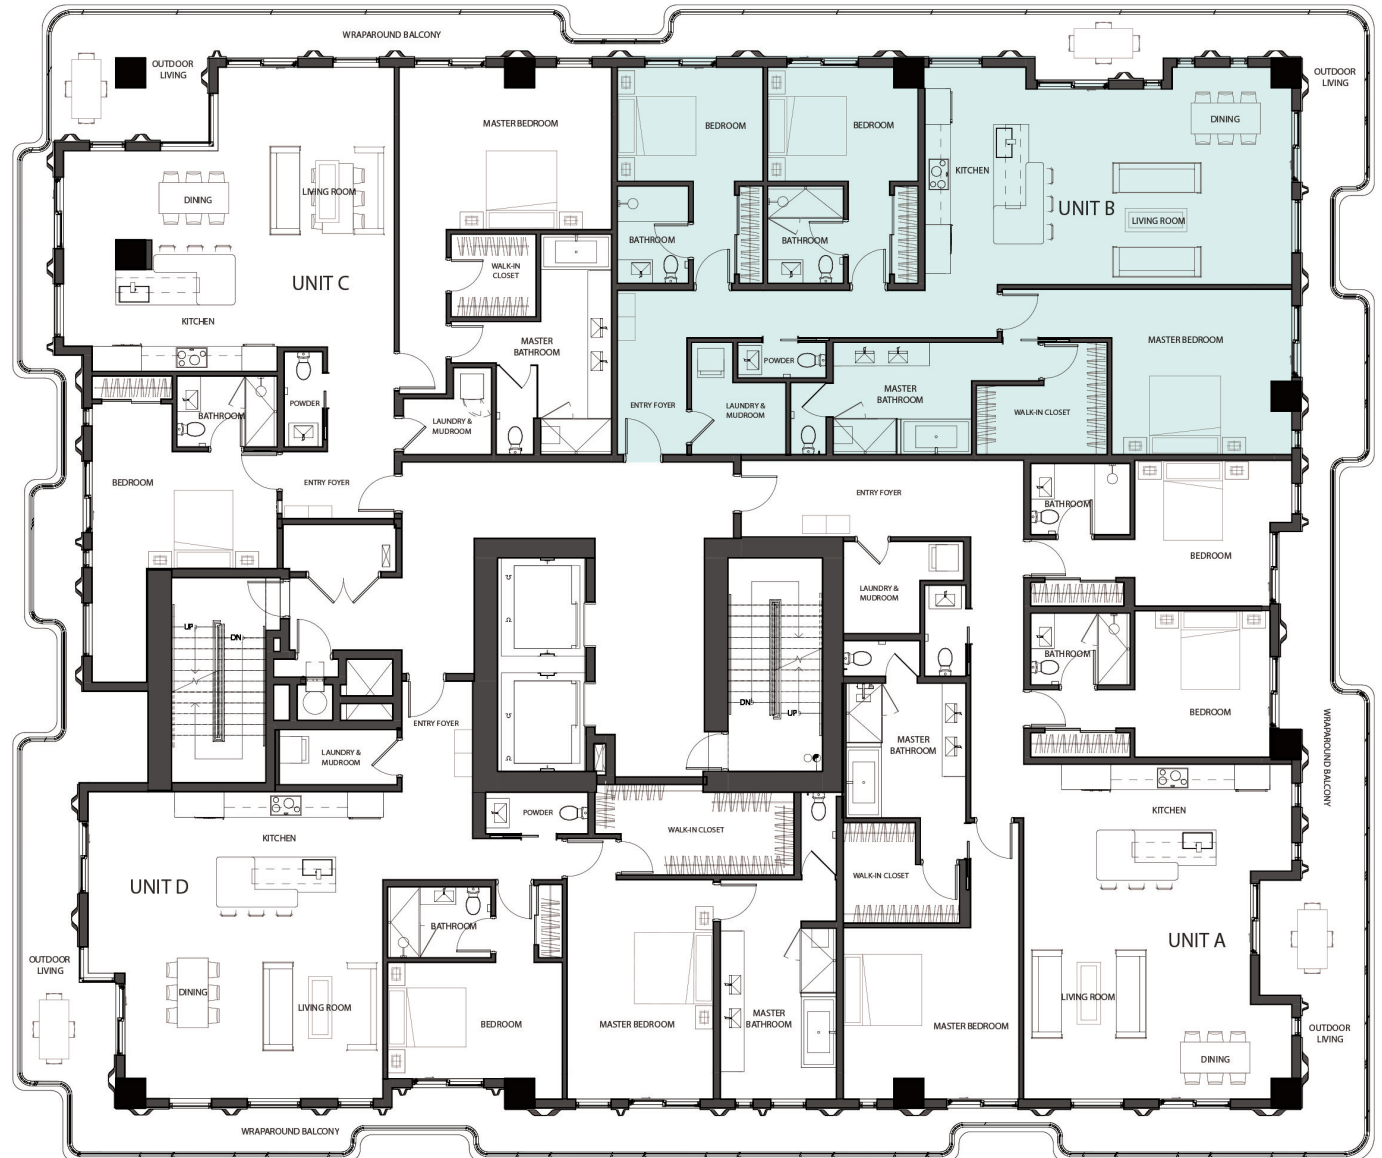 WRAPAROUND BALCONY
OUTDOOR
LIVING
OUTDOOR
LIVING
MASTER BEDROOM
BEDROOM
BEDROOM
DINING
KITCHEN
LIVING ROOM
DINING
UNIT B
LIVING ROOM
BATHROOM
BATHROOM
WALK-IN
CLOSET
UNIT C
KITCHEN
MASTER
BATHROOM
MASTER BEDROOM
POWDER
MASTER
BATHROOM
POWDER
BATHROOM
LAUNDRY &
MUDROOM
ENTRY FOYER
LAUNDRY &
MUDROOM
WALK-IN CLOSET
BEDROOM
ENTRY FOYER
ENTRY FOYER
BATHROOM
BEDROOM
LAUNDRY &
MUDROOM
UP
DN
BATHROOM
DN
UP
BEDROOM
ENTRY FOYER
MASTER
BATHROOM
LAUNDRY &
MUDROOM
WRAPAROUND BALCONY
KITCHEN
POWDER
WALK-IN CLOSET
KITCHEN
UNIT D
WALK-IN CLOSET
BATHROOM
UNIT A
OUTDOOR
LIVING
DINING
LIVING ROOM
LIVING ROOM
BEDROOM
MASTER BEDROOM
MASTER
BATHROOM
MASTER BEDROOM
OUTDOOR
LIVING
DINING
WRAPAROUND BALCONY